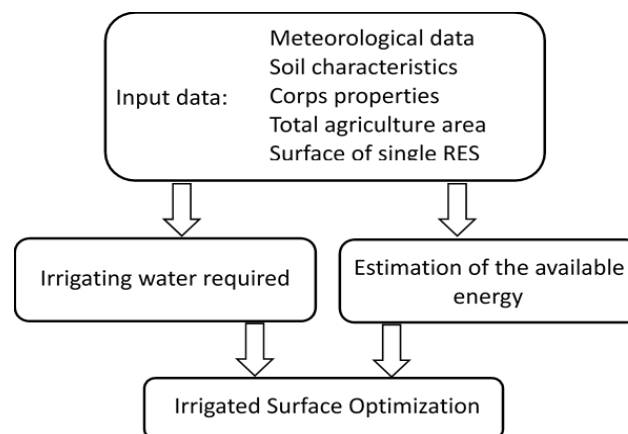 Meteorological data
Soil characteristics
Input data: Corps properties
Total agriculture area
Surface of single RES
Irrigating water required
Estimation of the available
energy
Irrigated Surface Optimization